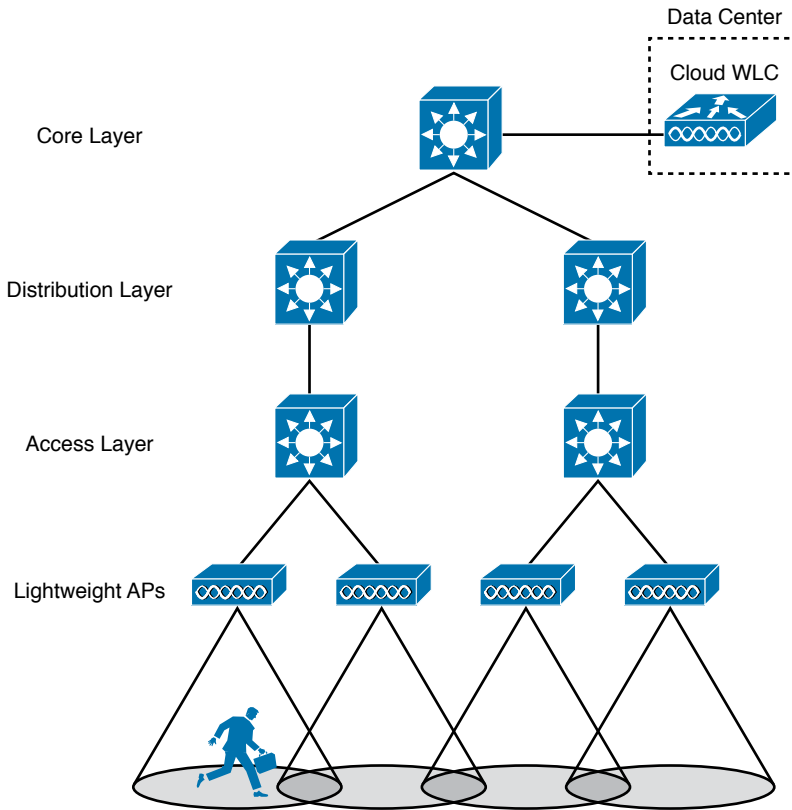 Data Center
Cloud WLC
Core Layer
Distribution Layer
Access Layer
Lightweight APs